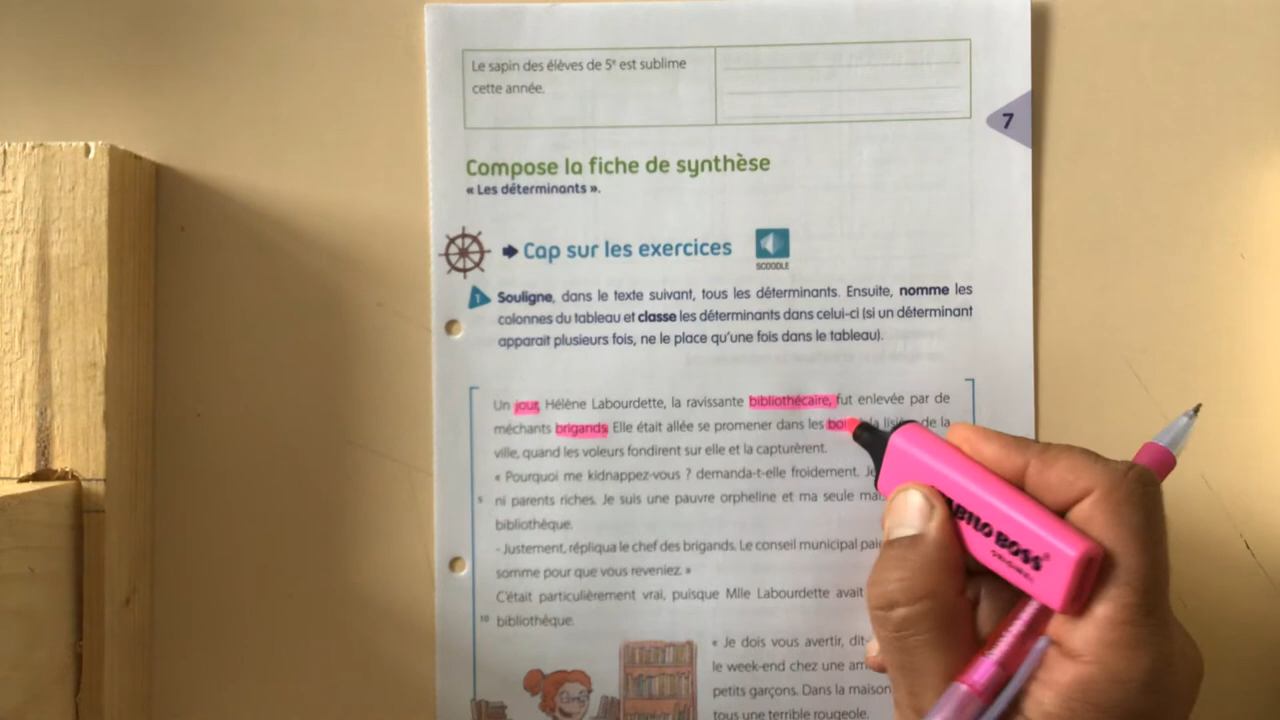 Le sapin des élèves de 5e est sublime
cette année.
7
Compose la fiche de synthèse
« Les déterminants ».
➡ Cap sur les exercices
SCOODLE
1 Souligne, dans le texte suivant, tous les déterminants. Ensuite, nomme les
colonnes du tableau et classe les déterminants dans celui-ci (si un déterminant
apparait plusieurs fois, ne le place qu'une fois dans le tableau).
Un jour, Hélène Labourdette, la ravissante bibliothécaire, fut enlevée par de
méchants brigands. Elle était allée se promener dans les la de la
ville, quand les voleurs fondirent sur elle et la capturèrent.
« Pourquoi me kidnappez-vous ? demanda-t-elle froidement.
5 ni parents riches. Je suis une pauvre orpheline et ma seule
bibliothèque.
- Justement, répliqua le chef des brigands. Le conseil municipal
somme pour que vous reveniez. »
C'était particulièrement vrai, puisque Mlle Labourdette avait
10 bibliothèque.
« Je dois vous avertir, dit-
le week-end chez une
petits garçons. Dans la maison
tous une terrible rougeole.
STABILO BOSS
ORIGINAL